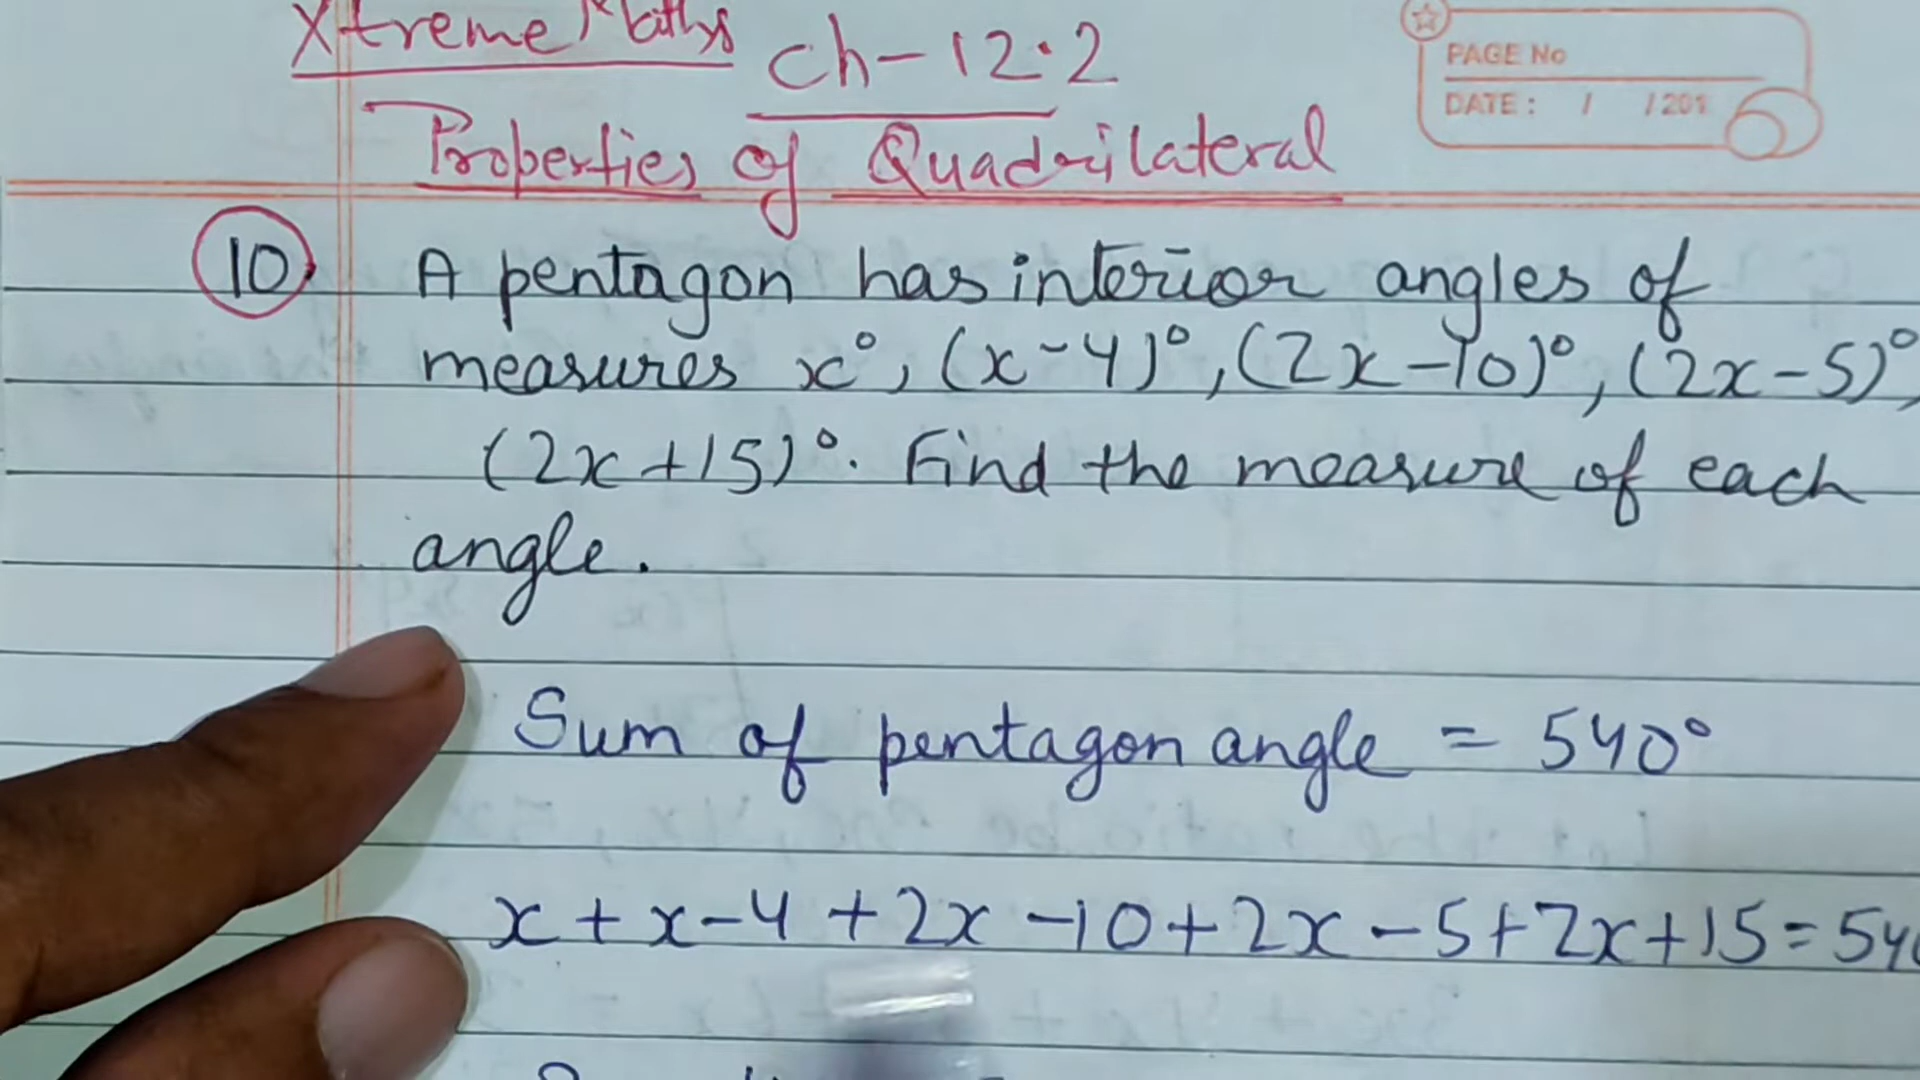 Xtreme Maths
Ch-12.2
PAGE No
DATE : / /201
Properties of Quadrilateral
10. A pentagon has interior angles of
measures x°, (x-4)°, (2x-10)°, (2x-5)°,
(2x+15)°. Find the measure of each
angle.
Sum of pentagon angle = 540°
x + x-4 + 2x -10 + 2x - 5 + 2x + 15 = 540